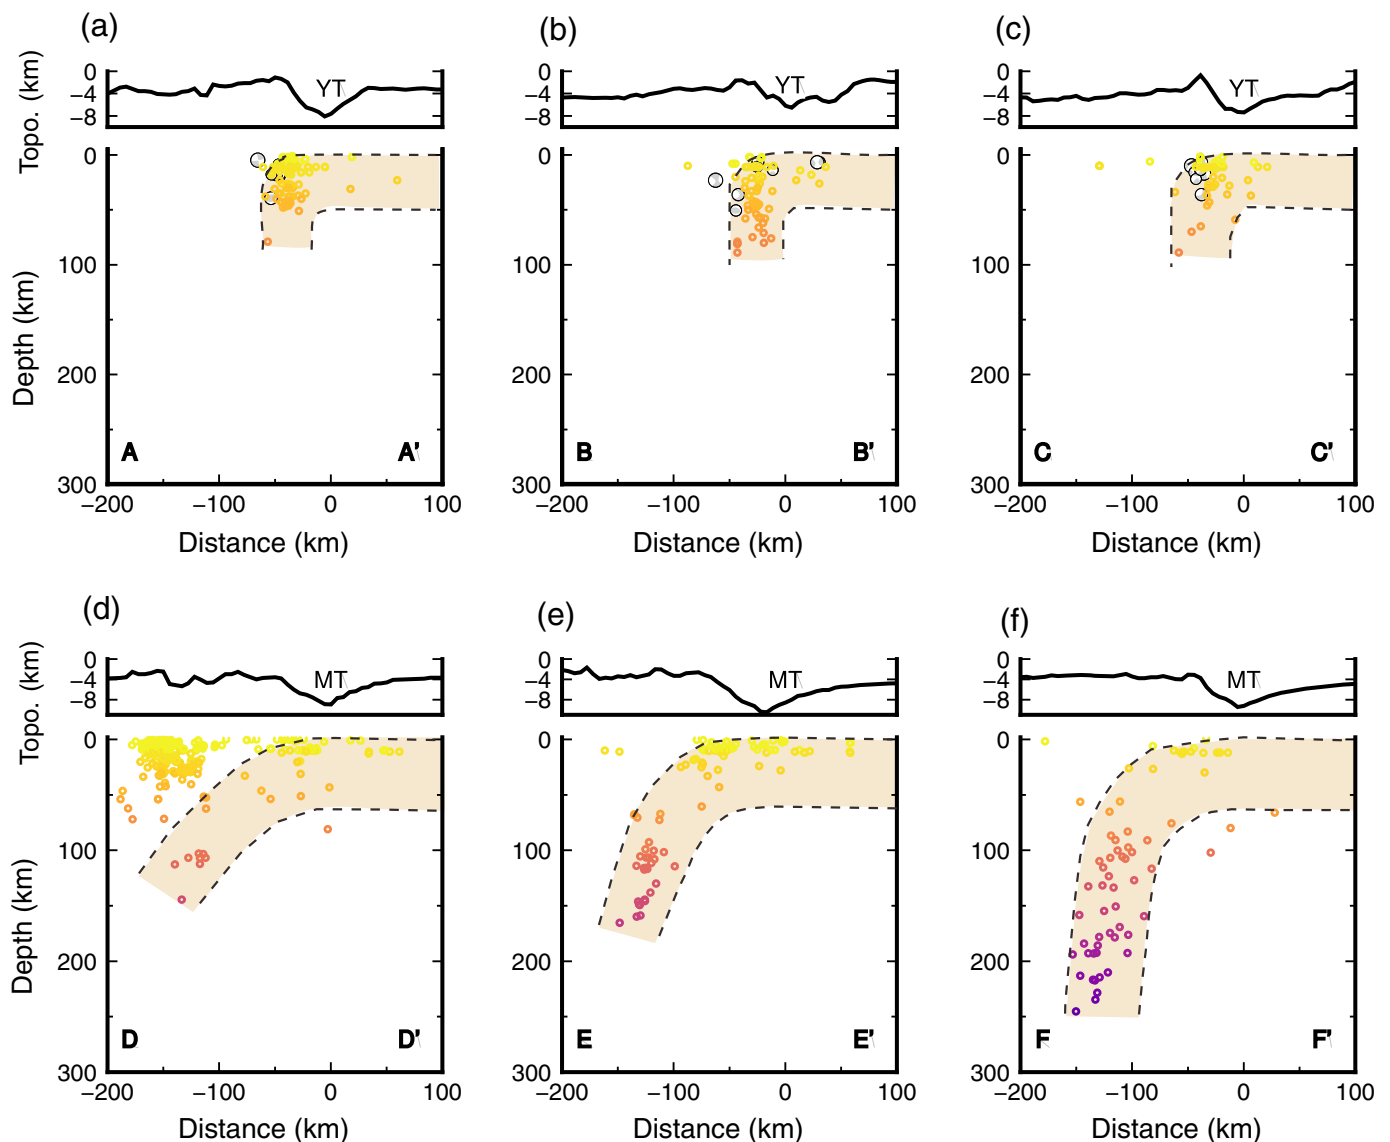 (a) (b) (c)
Topo. (km) 0 −4 −8 YT 0 −4 −8 YT 0 −4 −8 YT
Depth (km) 0 100 200 300 A A'
0 100 200 300 B B'
0 100 200 300 C C'
−200 −100 0 100 −200 −100 0 100 −200 −100 0 100
Distance (km) Distance (km) Distance (km)
(d) (e) (f)
Topo. (km) 0 −4 −8 MT 0 −4 −8 MT 0 −4 −8 MT
Depth (km) 0 100 200 300 D D'
0 100 200 300 E E'
0 100 200 300 F F'
−200 −100 0 100 −200 −100 0 100 −200 −100 0 100
Distance (km) Distance (km) Distance (km)